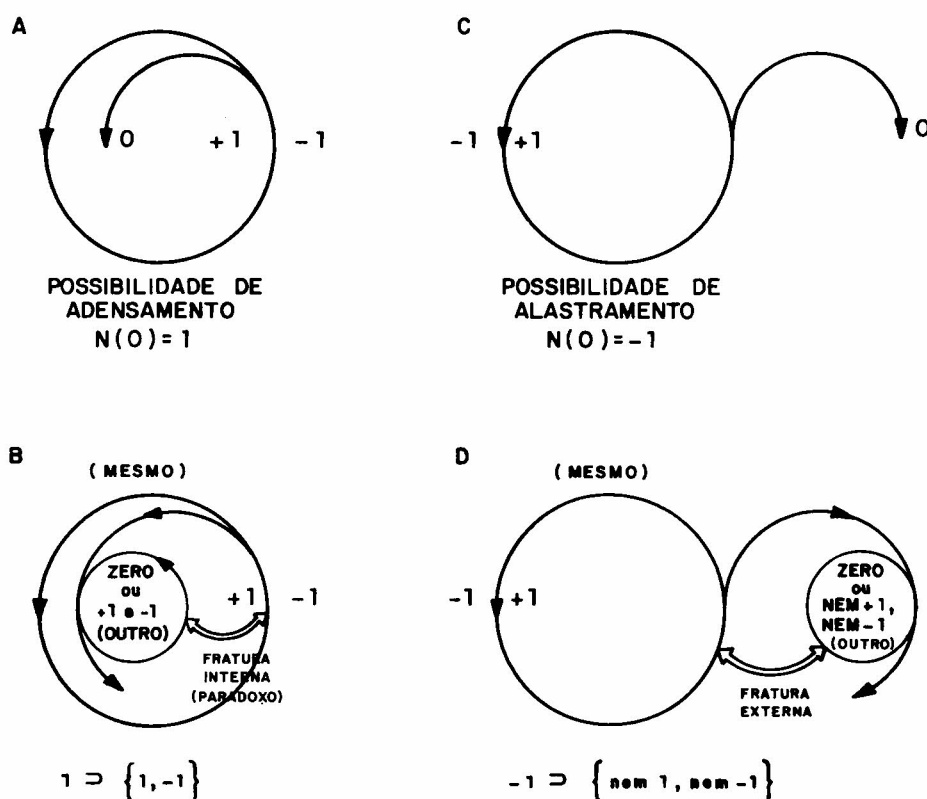 A
0 +1 -1
POSSIBILIDADE DE
ADENSAMENTO
N(0)=1
C
-1 +1 0
POSSIBILIDADE DE
ALASTRAMENTO
N(0)=-1
B
(MESMO)
ZERO
ou
+1 e -1
(OUTRO)
+1 -1
FRATURA
INTERNA
(PARADOXO)
1 ⊃ {1,-1}
D
(MESMO)
-1 +1
ZERO
ou
NEM+1,
NEM-1
(OUTRO)
FRATURA
EXTERNA
-1 ⊃ {nem 1, nem -1}